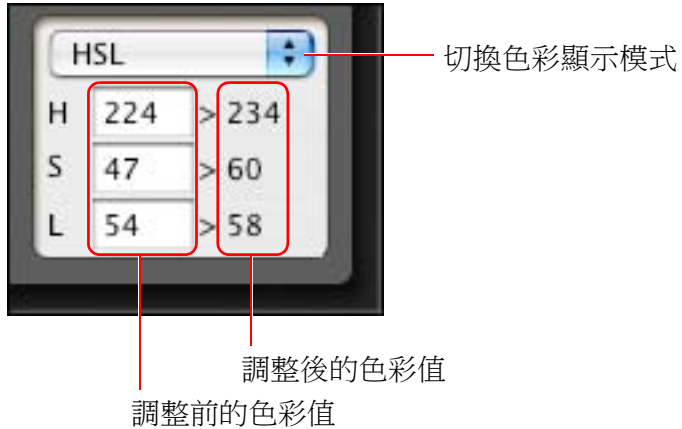 HSL
切換色彩顯示模式
H 224 > 234
S 47 > 60
L 54 > 58
調整後的色彩值
調整前的色彩值